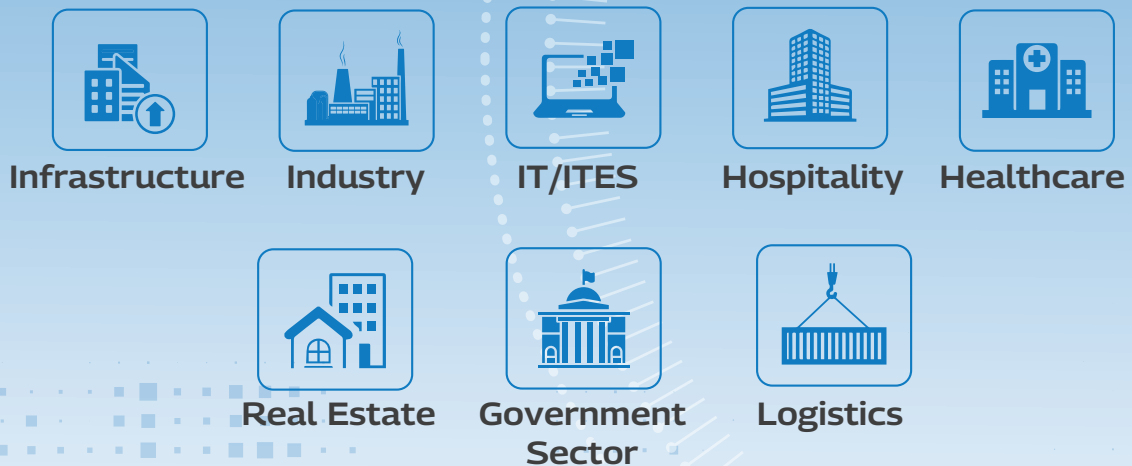 Infrastructure
Industry
IT/ITES
Hospitality
Healthcare
Real Estate
Government
Sector
Logistics